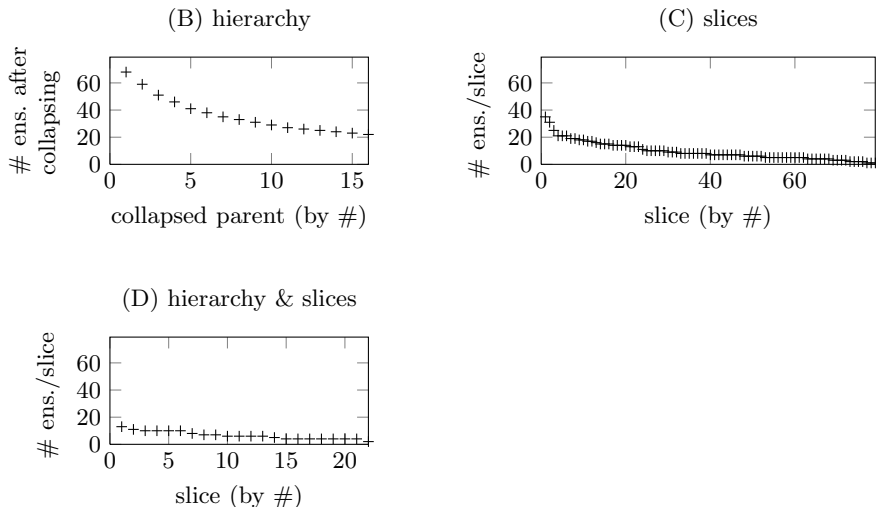 (B) hierarchy
# ens. after
collapsing
60
40
20
0
0 5 10 15
collapsed parent (by #)
(C) slices
# ens./slice
60
40
20
0
0 20 40 60
slice (by #)
(D) hierarchy & slices
# ens./slice
60
40
20
0
0 5 10 15 20
slice (by #)